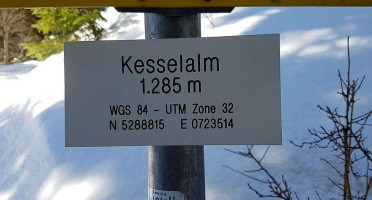 Kesselalm
1.285 m
WGS 84 - UTM Zone 32
N 5288815 E 0723514